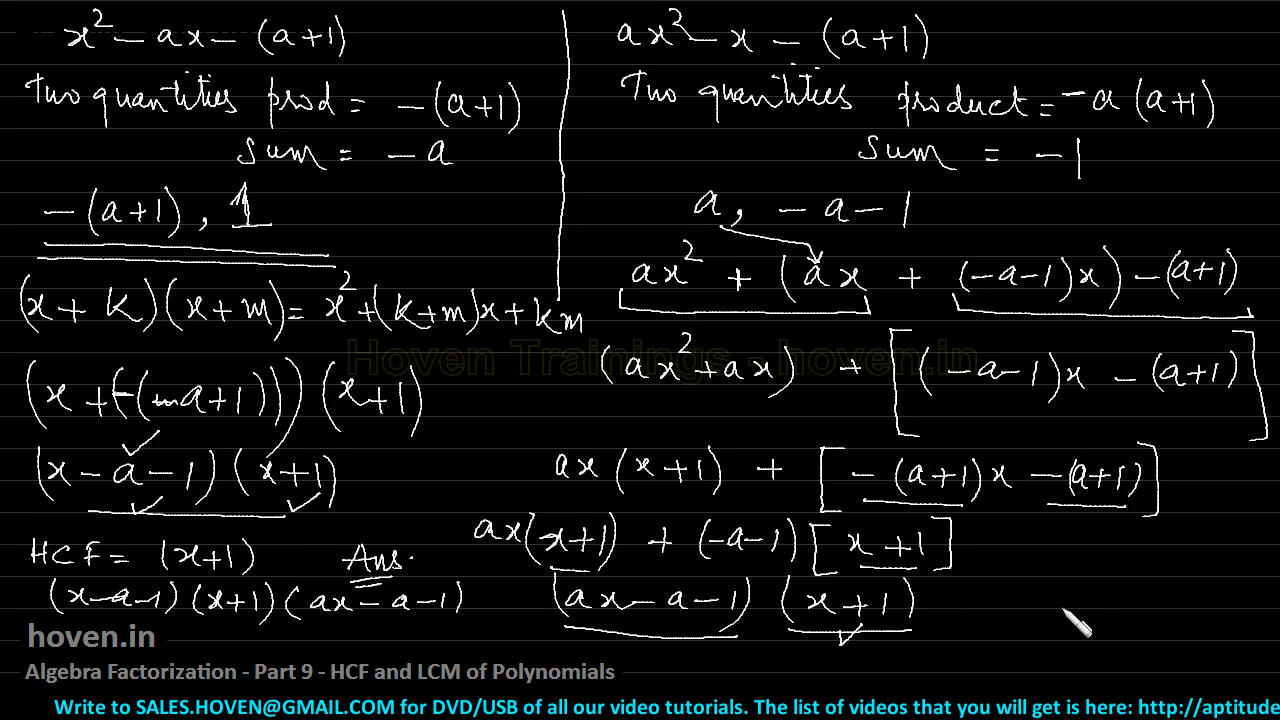 x² - ax - (a+1)
Two quantities prod = -(a+1)
Sum = -a
-(a+1), 1
(x + k)(x + m) = x² + (k+m)x + km
(x + (-(a+1)))(x+1)
(x - a - 1)(x+1)
HCF = (x+1) Ans.
(x-a-1)(x+1)(ax-a-1)
ax² - x - (a+1)
Two quantities product = -a(a+1)
Sum = -1
a, -a-1
ax² + (ax + (-a-1)x) - (a+1)
(ax² + ax) + [(-a-1)x - (a+1)]
ax(x+1) + [-(a+1)x - (a+1)]
ax(x+1) + (-a-1)[x+1]
(ax - a - 1)(x+1)
Hoven Trainings - hoven.in
hoven.in
Algebra Factorization - Part 9 - HCF and LCM of Polynomials
Write to SALES.HOVEN@GMAIL.COM for DVD/USB of all our video tutorials. The list of videos that you will get is here: http://aptitude